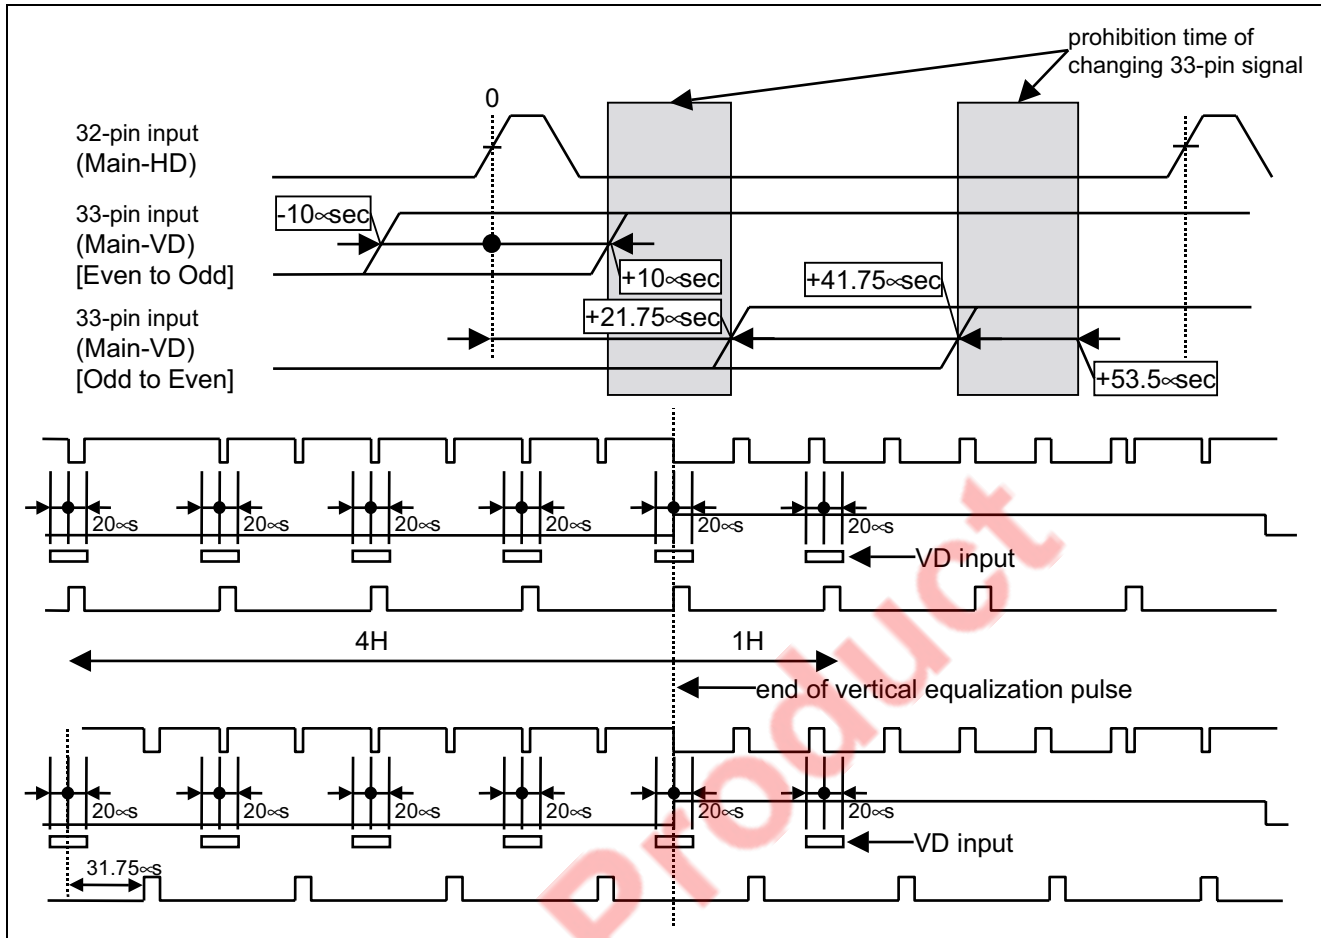 prohibition time of
changing 33-pin signal
0
32-pin input
(Main-HD)
33-pin input
(Main-VD)
[Even to Odd]
-10∝sec
+10∝sec
+41.75∝sec
+21.75∝sec
33-pin input
(Main-VD)
[Odd to Even]
+53.5∝sec
20∝s 20∝s 20∝s 20∝s 20∝s 20∝s
VD input
4H 1H
end of vertical equalization pulse
20∝s 20∝s 20∝s 20∝s 20∝s 20∝s
VD input
31.75∝s
Product